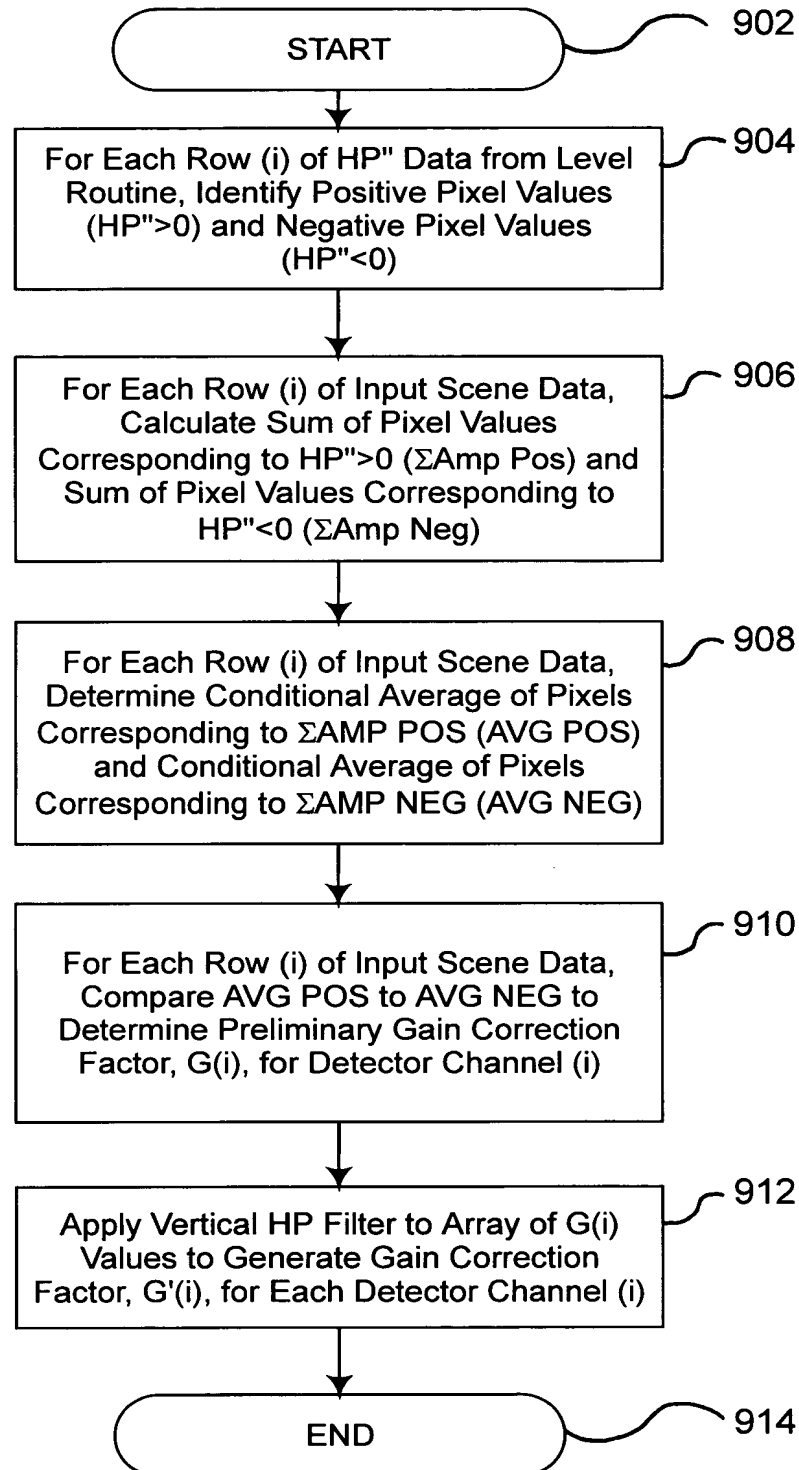 START
902
For Each Row (i) of HP" Data from Level
Routine, Identify Positive Pixel Values
(HP">0) and Negative Pixel Values
(HP"<0)
904
For Each Row (i) of Input Scene Data,
Calculate Sum of Pixel Values
Corresponding to HP">0 (ΣAmp Pos) and
Sum of Pixel Values Corresponding to
HP"<0 (ΣAmp Neg)
906
For Each Row (i) of Input Scene Data,
Determine Conditional Average of Pixels
Corresponding to ΣAMP POS (AVG POS)
and Conditional Average of Pixels
Corresponding to ΣAMP NEG (AVG NEG)
908
For Each Row (i) of Input Scene Data,
Compare AVG POS to AVG NEG to
Determine Preliminary Gain Correction
Factor, G(i), for Detector Channel (i)
910
Apply Vertical HP Filter to Array of G(i)
Values to Generate Gain Correction
Factor, G'(i), for Each Detector Channel (i)
912
END
914